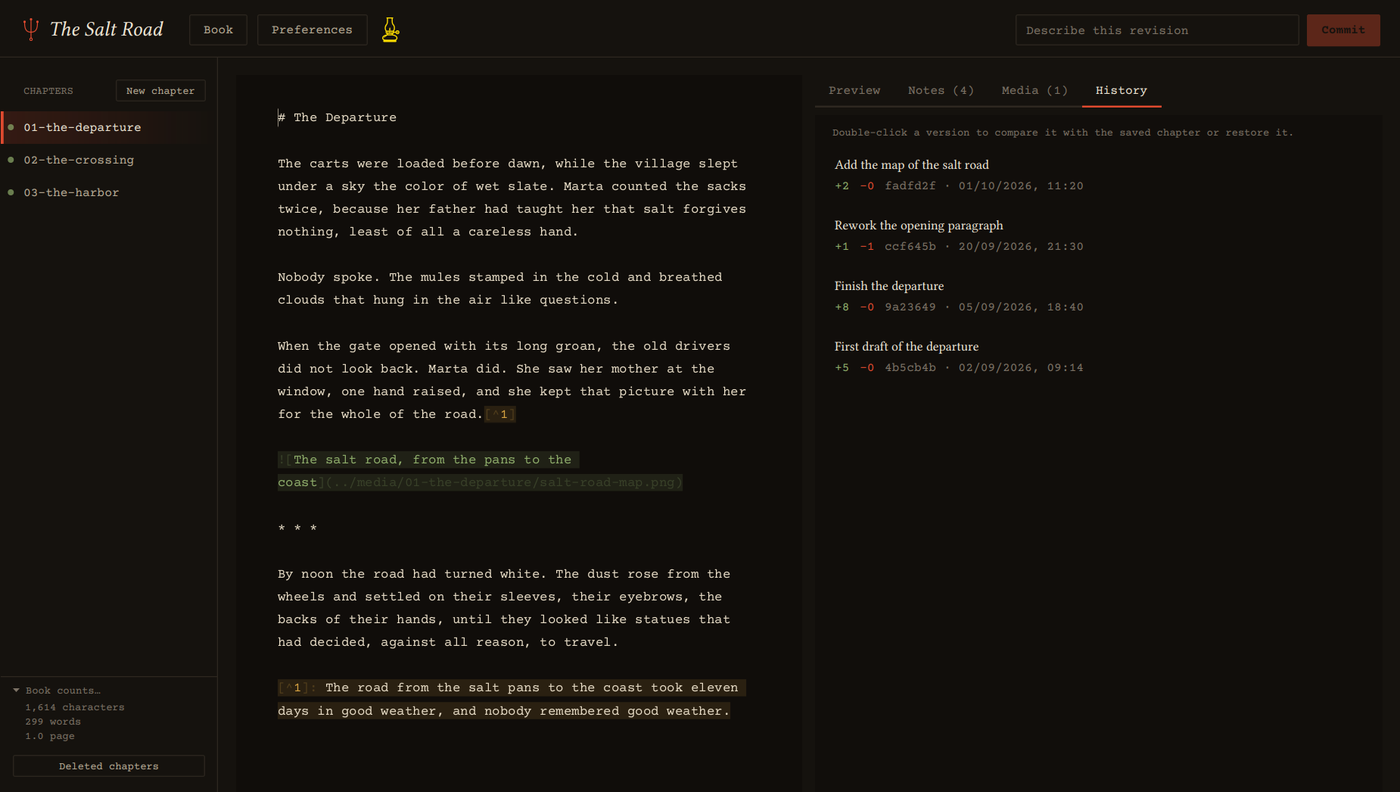 The Salt Road
Book
Preferences
Describe this revision
Commit
CHAPTERS
New chapter
01-the-departure
02-the-crossing
03-the-harbor
Book counts…
1,614 characters
299 words
1.0 page
Deleted chapters
# The Departure
The carts were loaded before dawn, while the village slept
under a sky the color of wet slate. Marta counted the sacks
twice, because her father had taught her that salt forgives
nothing, least of all a careless hand.
Nobody spoke. The mules stamped in the cold and breathed
clouds that hung in the air like questions.
When the gate opened with its long groan, the old drivers
did not look back. Marta did. She saw her mother at the
window, one hand raised, and she kept that picture with her
for the whole of the road.[^1]
![The salt road, from the pans to the
coast](../media/01-the-departure/salt-road-map.png)
* * *
By noon the road had turned white. The dust rose from the
wheels and settled on their sleeves, their eyebrows, the
backs of their hands, until they looked like statues that
had decided, against all reason, to travel.
[^1]: The road from the salt pans to the coast took eleven
days in good weather, and nobody remembered good weather.
Preview
Notes (4)
Media (1)
History
Double-click a version to compare it with the saved chapter or restore it.
Add the map of the salt road
+2 -0 fadfd2f · 01/10/2026, 11:20
Rework the opening paragraph
+1 -1 ccf645b · 20/09/2026, 21:30
Finish the departure
+8 -0 9a23649 · 05/09/2026, 18:40
First draft of the departure
+5 -0 4b5cb4b · 02/09/2026, 09:14